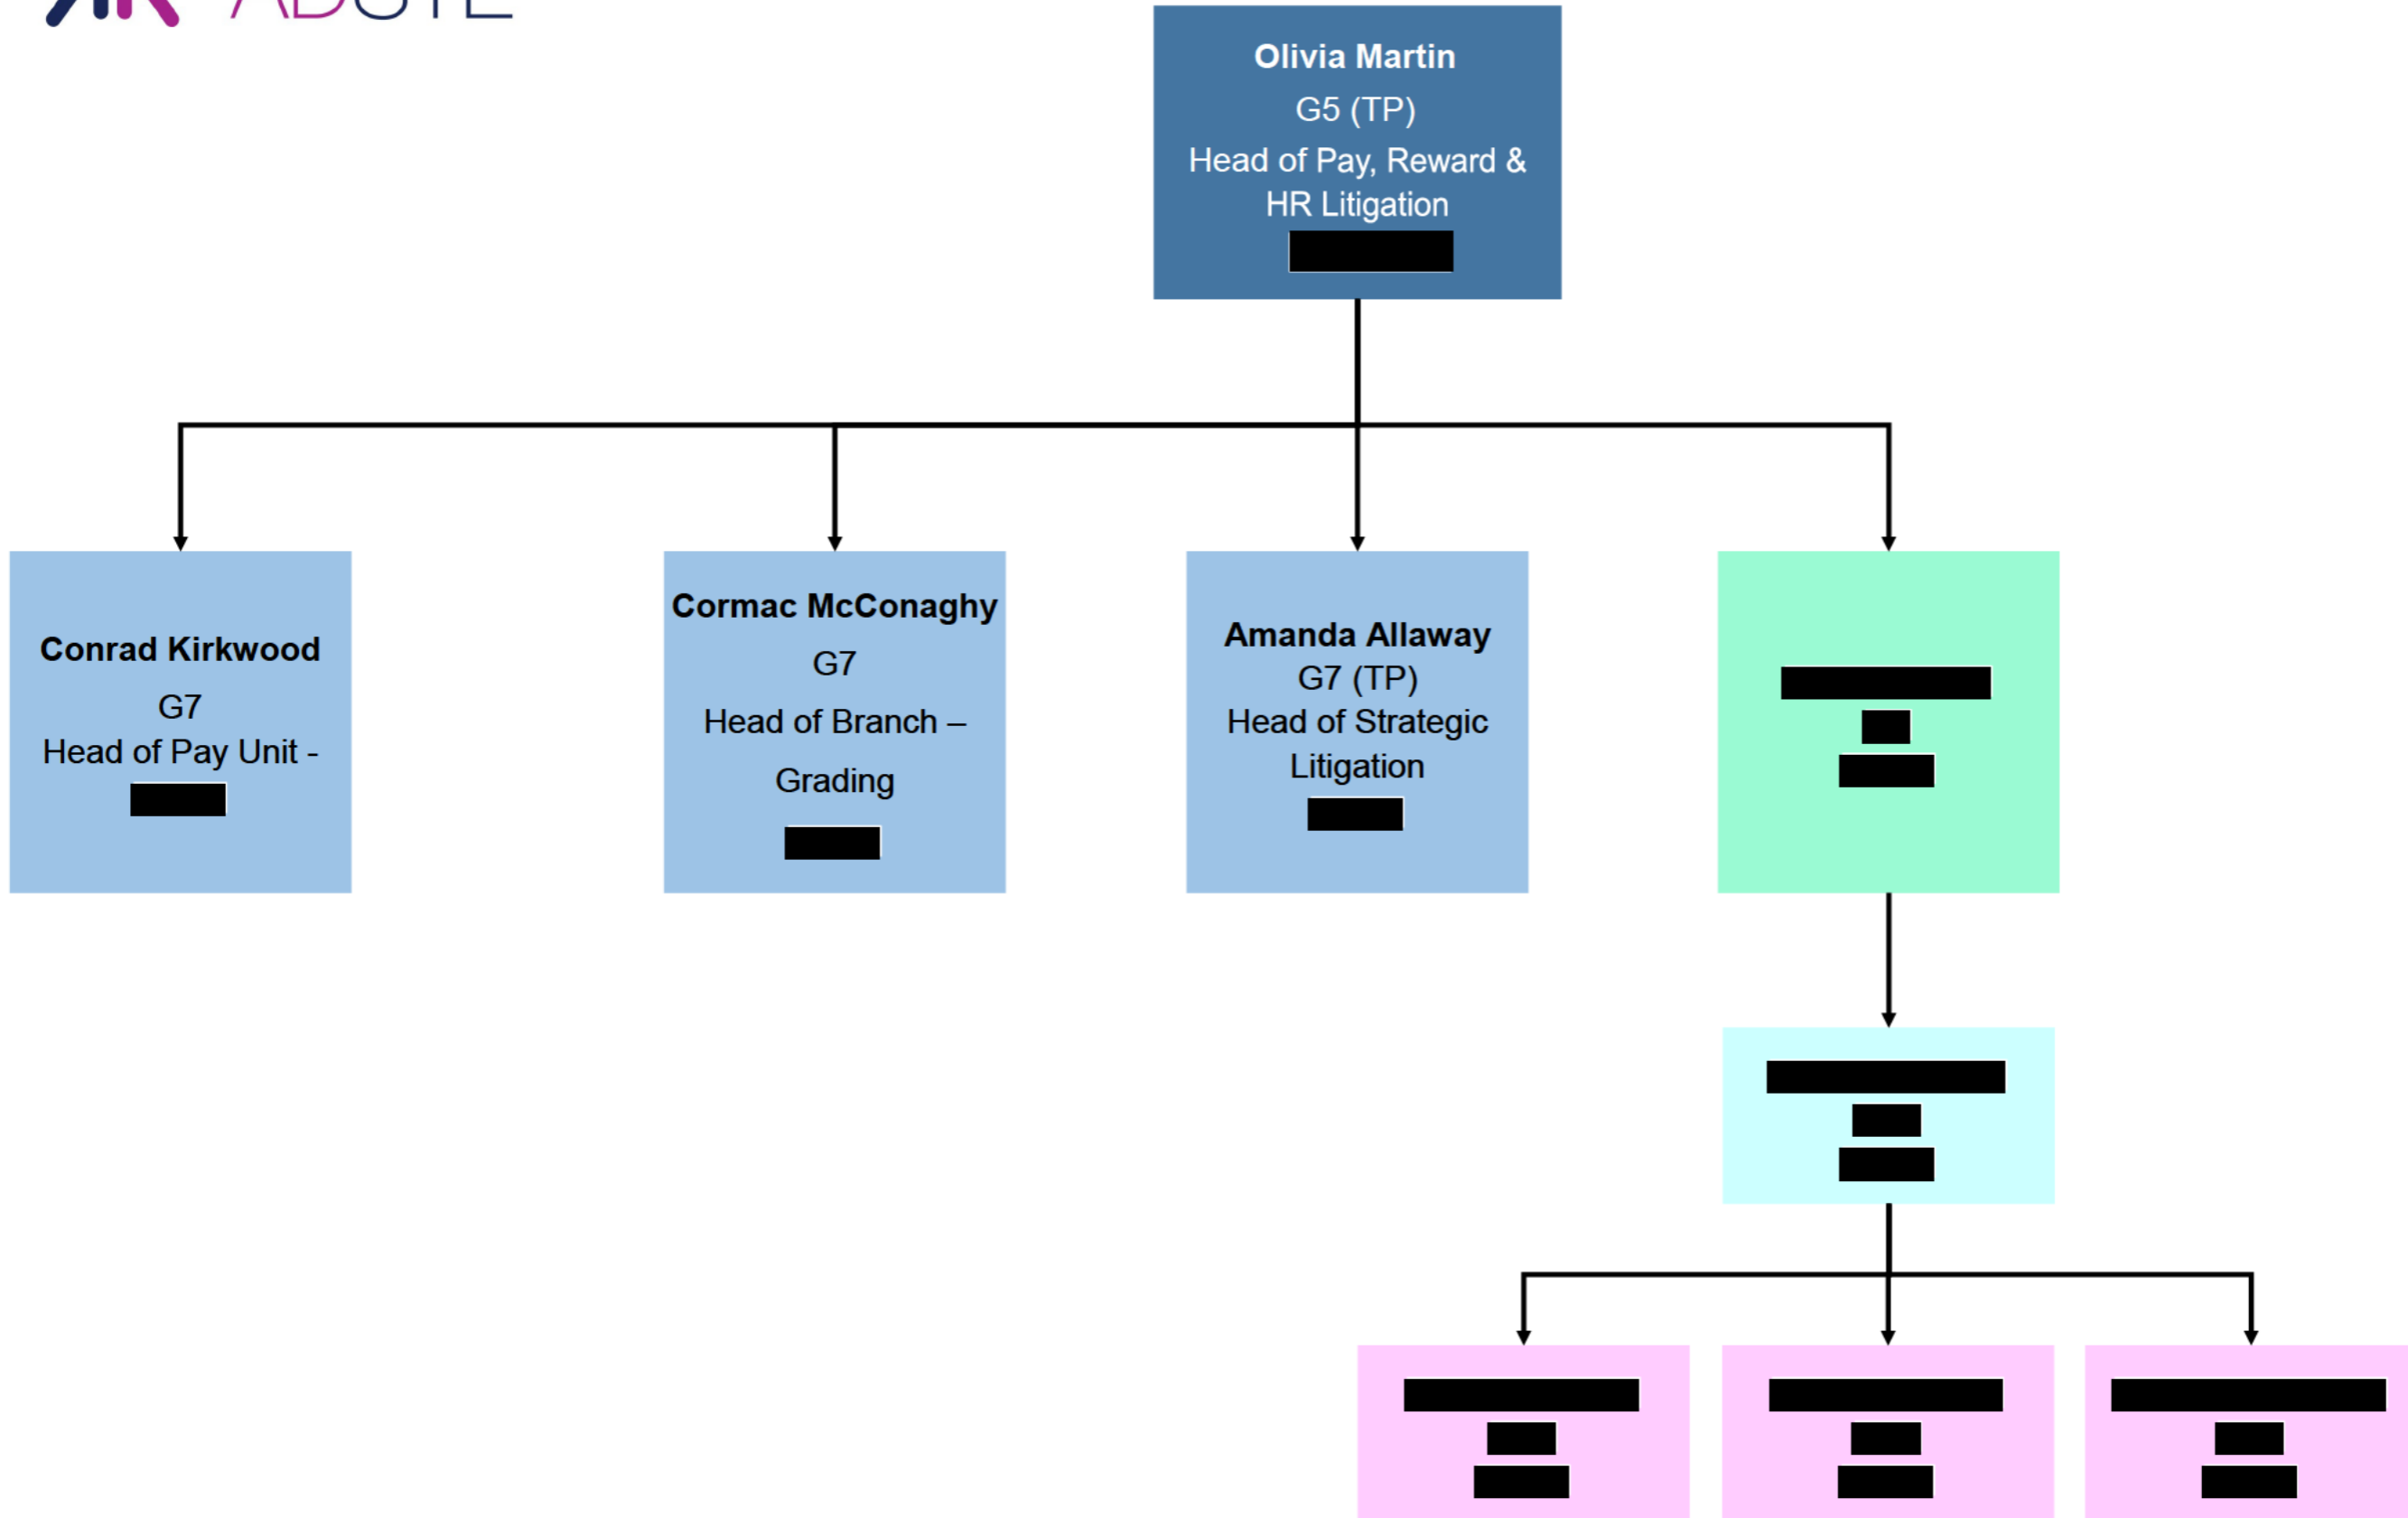 Olivia Martin
G5 (TP)
Head of Pay, Reward &
HR Litigation
Conrad Kirkwood
G7
Head of Pay Unit -
Cormac McConaghy
G7
Head of Branch –
Grading
Amanda Allaway
G7 (TP)
Head of Strategic
Litigation